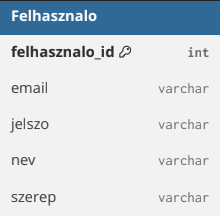 Felhasznalo
felhasznalo_id int
email varchar
jelszo varchar
nev varchar
szerep varchar